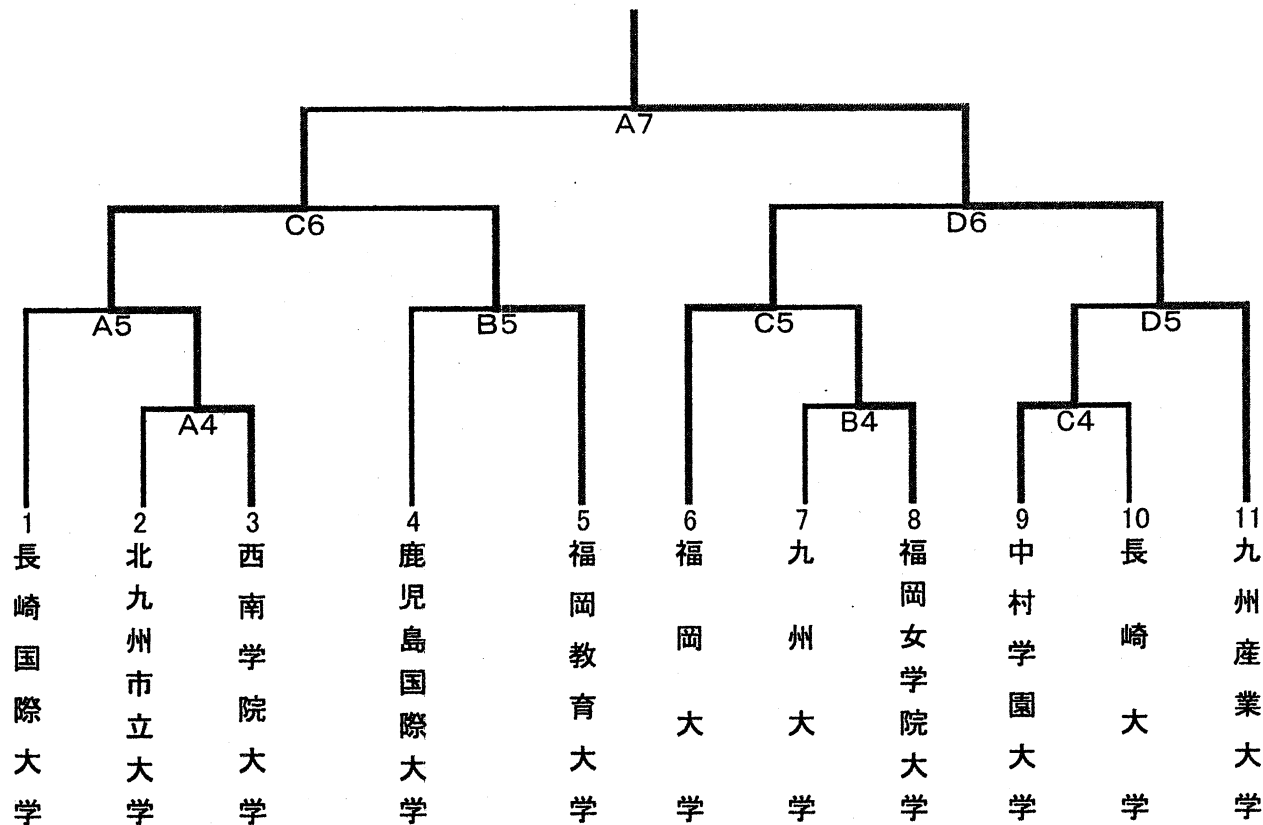 A7
C6
D6
A5
B5
C5
D5
A4
B4
C4
1
2
3
4
5
6
7
8
9
10
11
長崎国際大学
北九州市立大学
西南学院大学
鹿児島国際大学
福岡教育大学
福岡大学
九州大学
福岡女学院大学
中村学園大学
長崎大学
九州産業大学